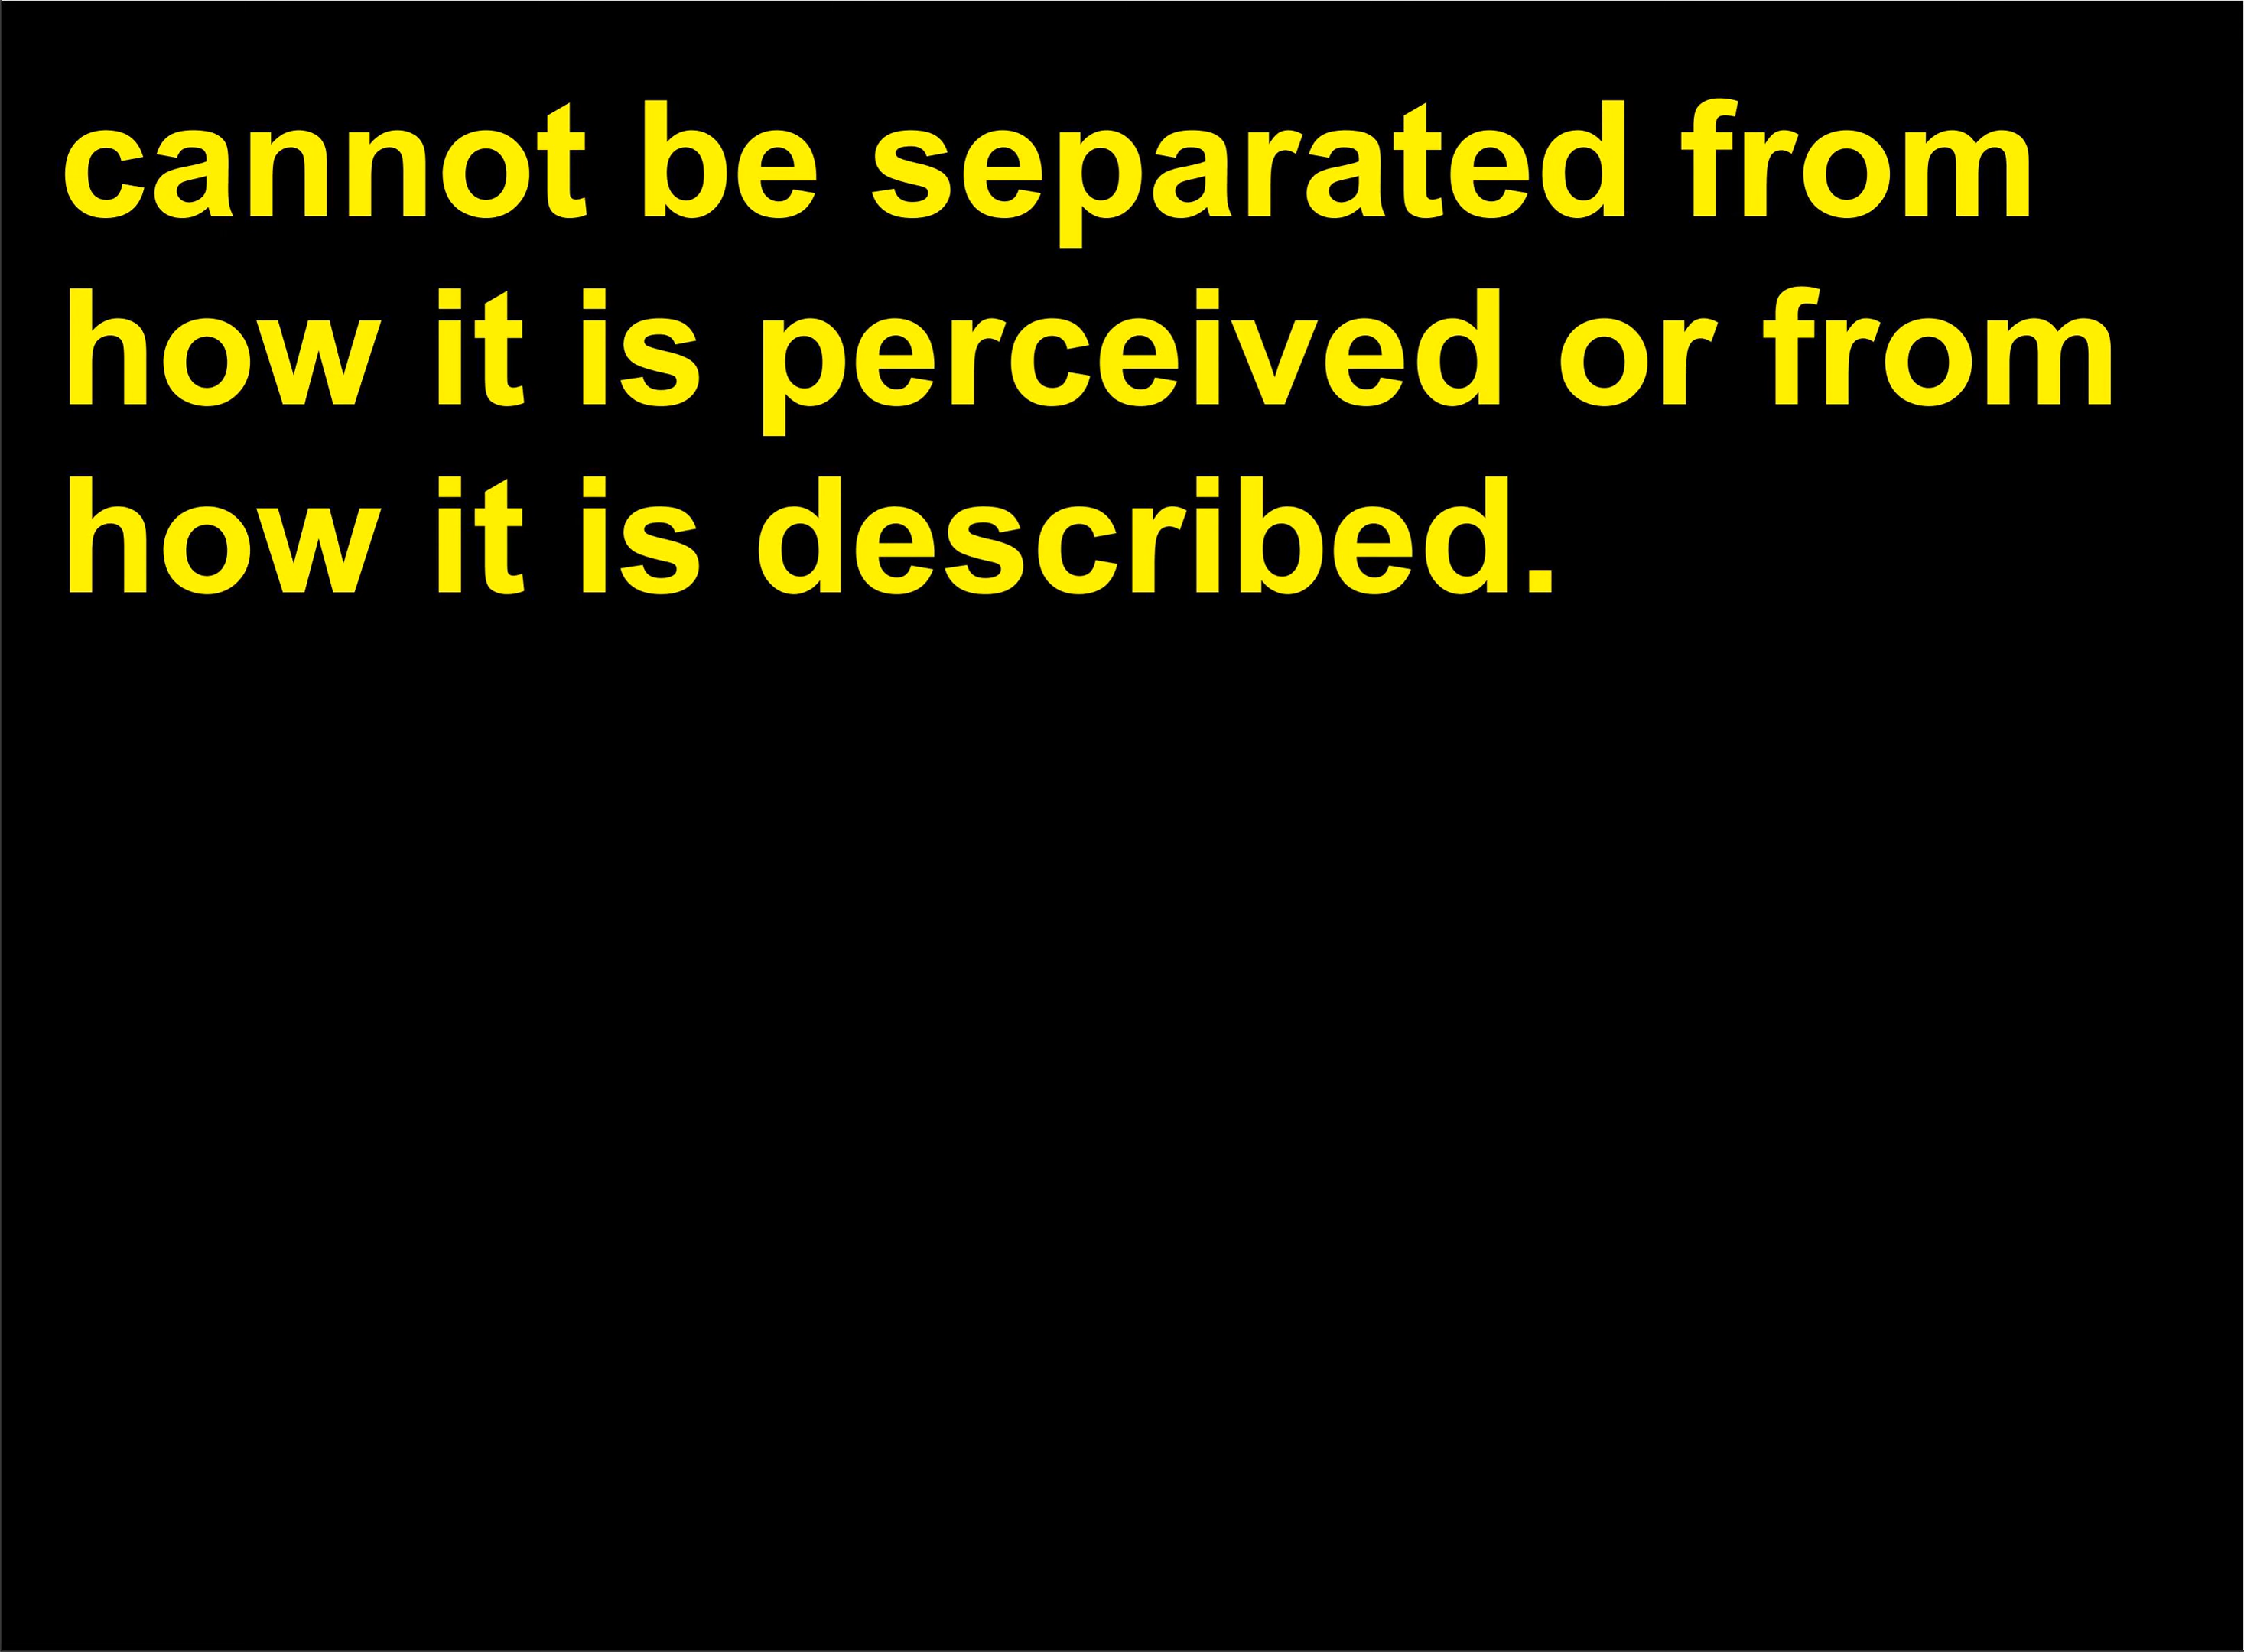 cannot be separated from
how it is perceived or from
how it is described.